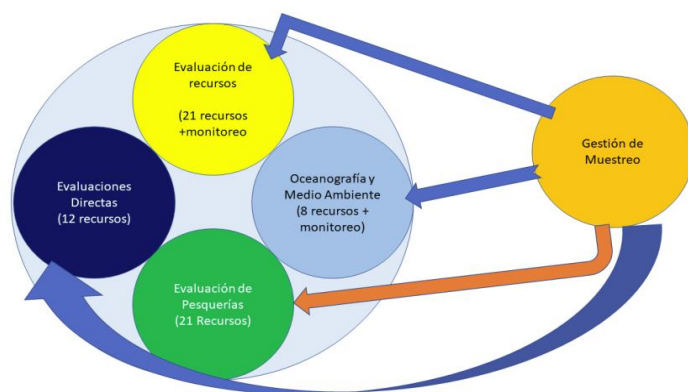 Evaluación de
recursos
(21 recursos
+monitoreo
Evaluaciones
Directas
(12 recursos)
Oceanografía y
Medio Ambiente
(8 recursos +
monitoreo)
Evaluación de
Pesquerías
(21 Recursos)
Gestión de
Muestreo